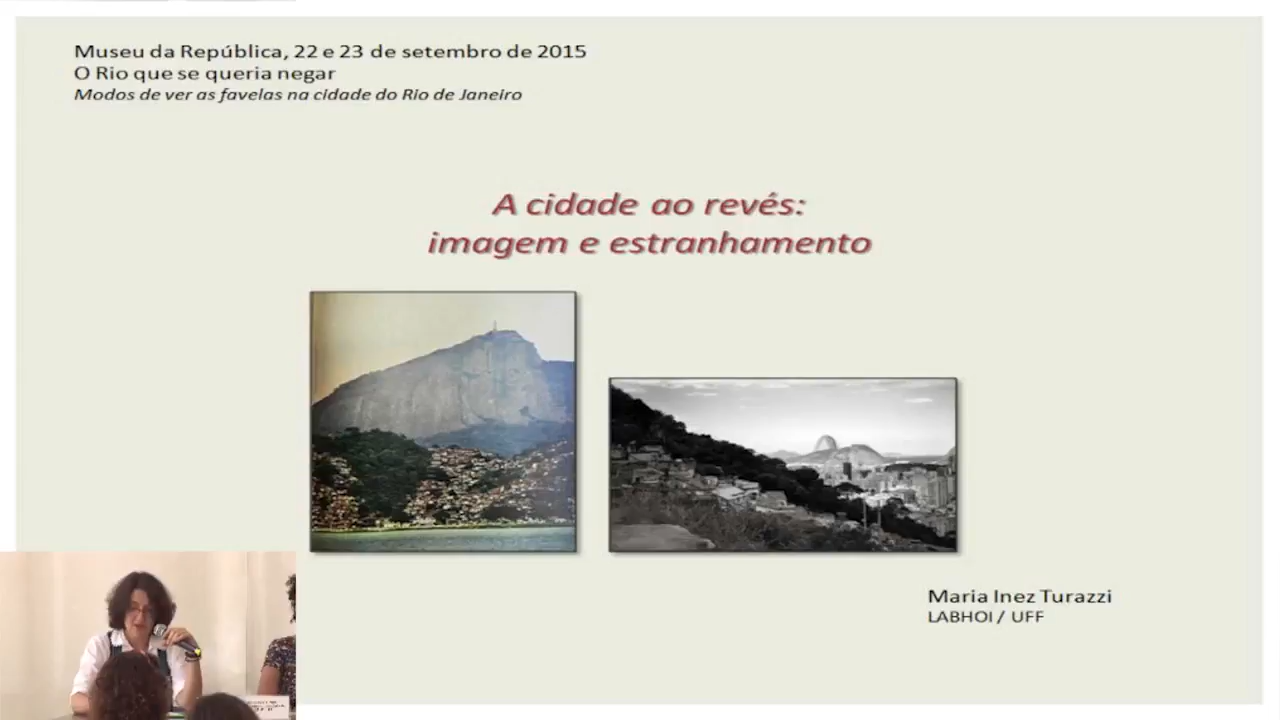 Museu da República, 22 e 23 de setembro de 2015
O Rio que se queria negar
Modos de ver as favelas na cidade do Rio de Janeiro
A cidade ao revés:
imagem e estranhamento
Maria Inez Turazzi
LABHOI / UFF